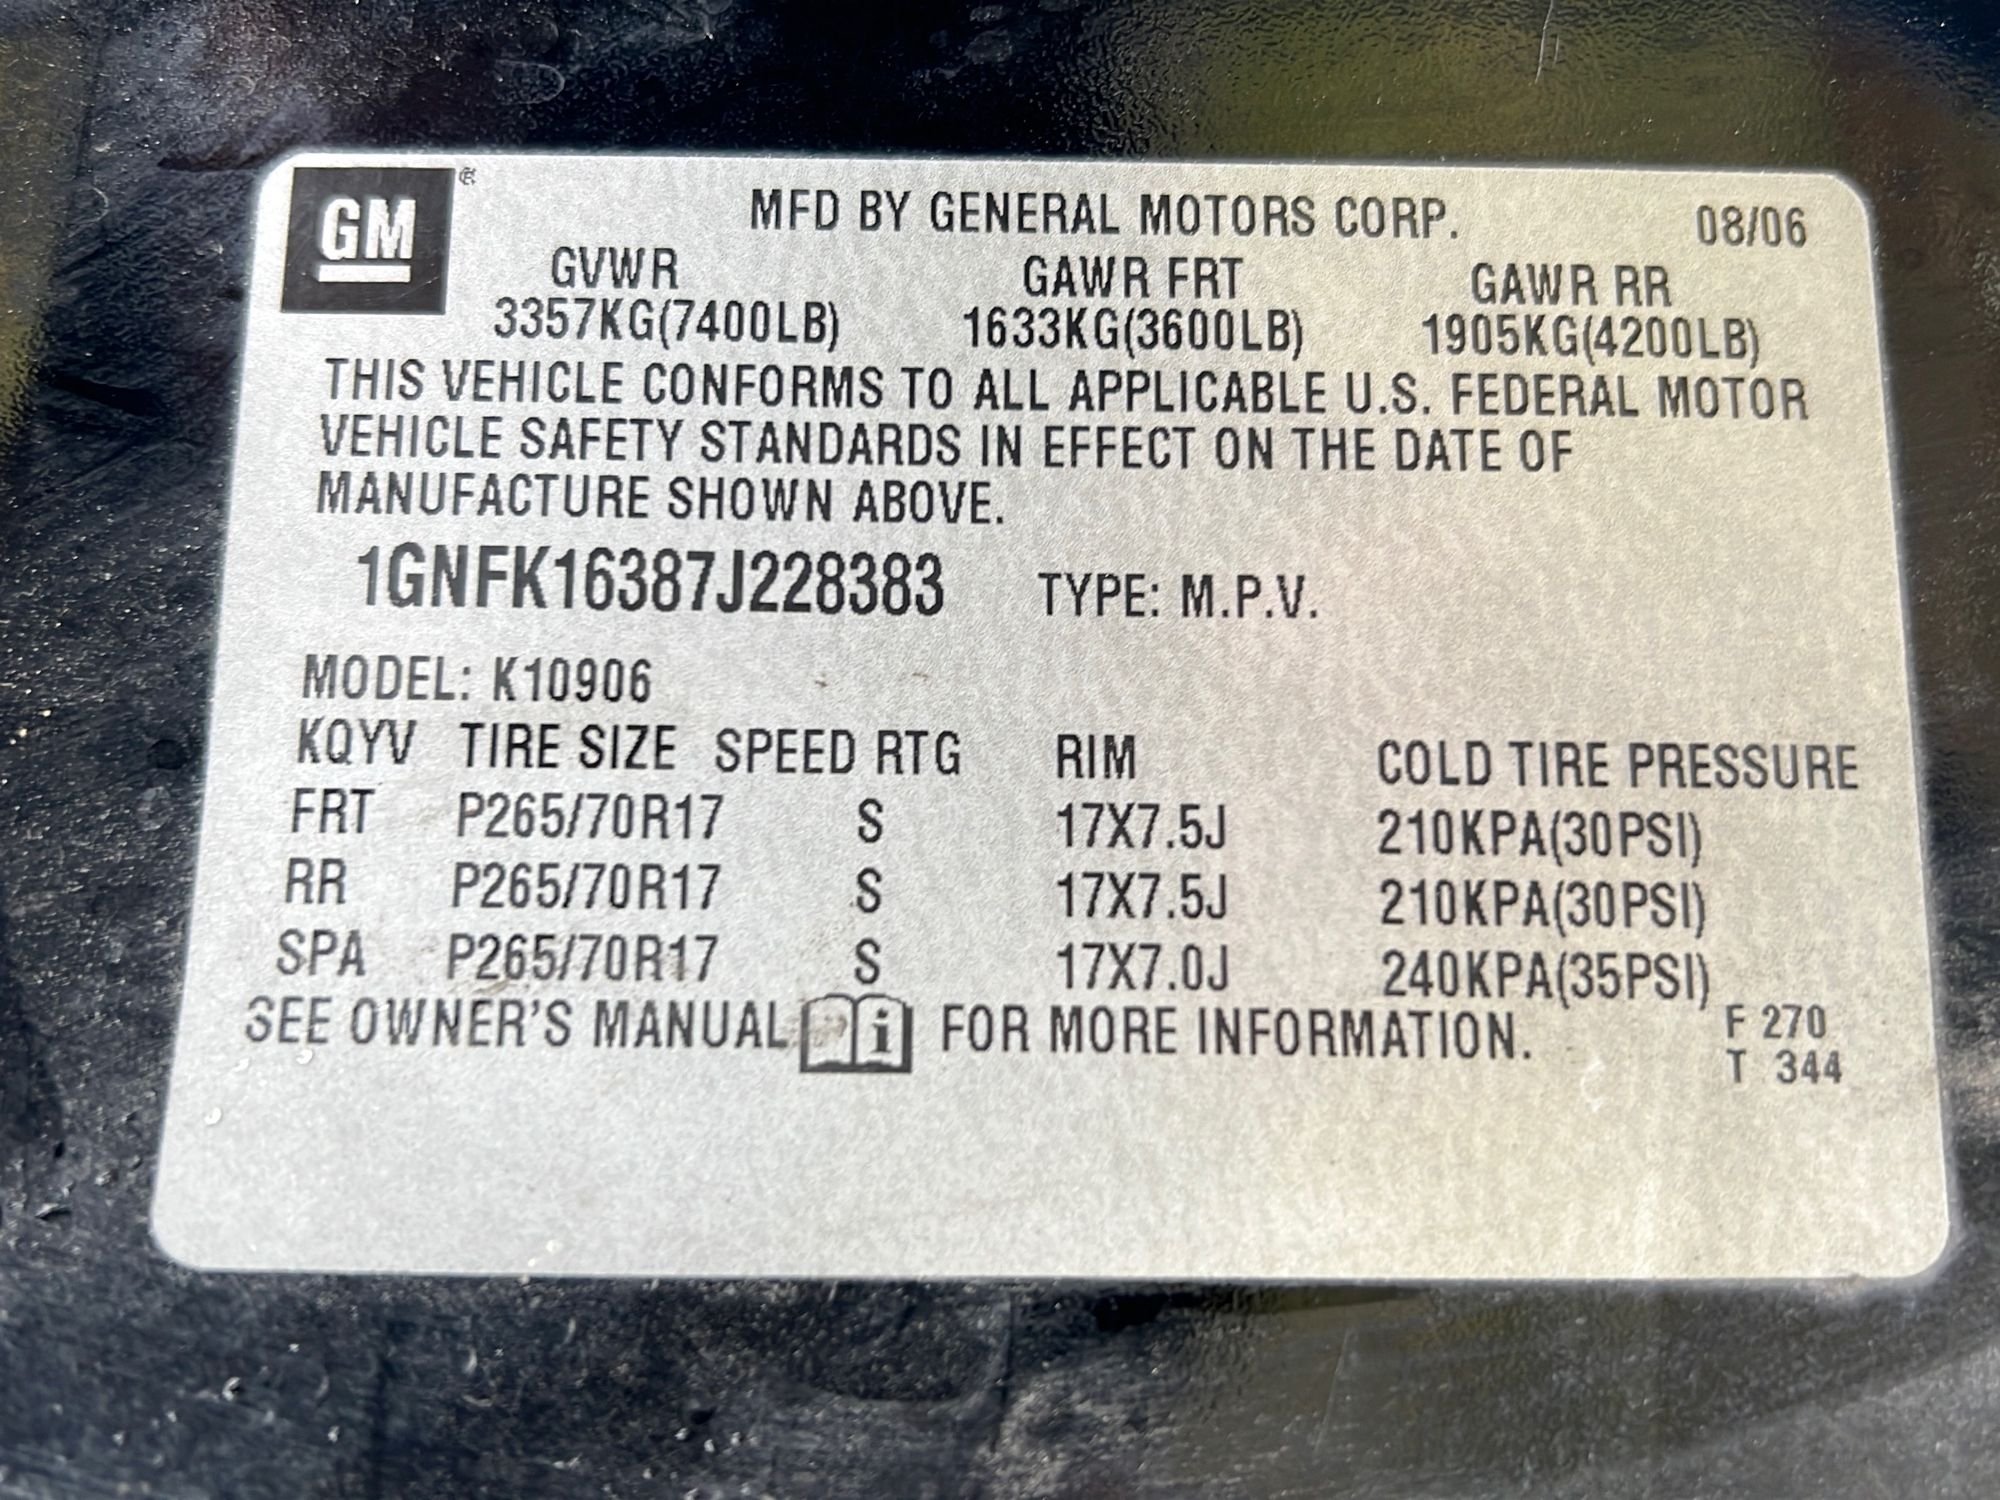 GM
MFD BY GENERAL MOTORS CORP. 08/06
GVWR GAWR FRT GAWR RR
3357KG(7400LB) 1633KG(3600LB) 1905KG(4200LB)
THIS VEHICLE CONFORMS TO ALL APPLICABLE U.S. FEDERAL MOTOR
VEHICLE SAFETY STANDARDS IN EFFECT ON THE DATE OF
MANUFACTURE SHOWN ABOVE.
1GNFK16387J228383 TYPE: M.P.V.
MODEL: K10906
KQYV TIRE SIZE SPEED RTG RIM COLD TIRE PRESSURE
FRT P265/70R17 S 17X7.5J 210KPA(30PSI)
RR P265/70R17 S 17X7.5J 210KPA(30PSI)
SPA P265/70R17 S 17X7.0J 240KPA(35PSI)
SEE OWNER'S MANUAL i FOR MORE INFORMATION. F 270
T 344